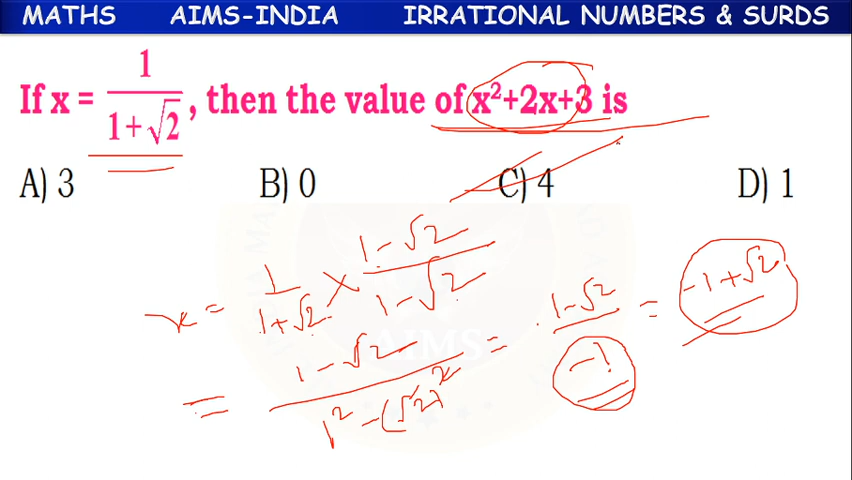 MATHS AIMS-INDIA IRRATIONAL NUMBERS & SURDS
If x = 1/(1+√2), then the value of x²+2x+3 is
A) 3 B) 0 C) 4 D) 1
x = 1/(1+√2) × (1-√2)/(1-√2)
= (1-√2)/(1²-(√2)²) = (1-√2)/(-1) = -1+√2
AIMS